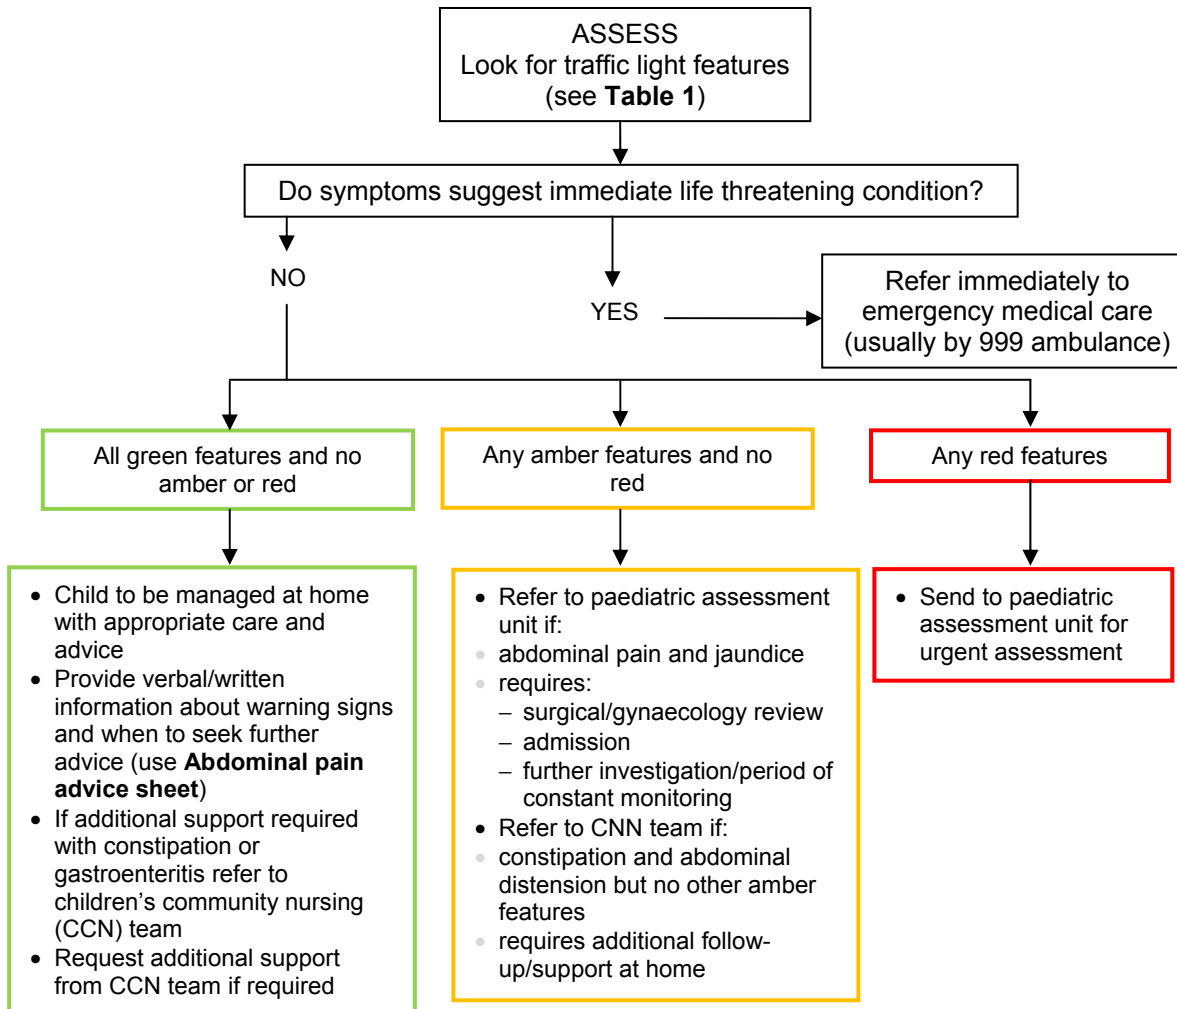 ASSESS
Look for traffic light features
(see Table 1)
Do symptoms suggest immediate life threatening condition?
NO
YES
Refer immediately to
emergency medical care
(usually by 999 ambulance)
All green features and no
amber or red
Any amber features and no
red
Any red features
• Child to be managed at home
with appropriate care and
advice
• Provide verbal/written
information about warning signs
and when to seek further
advice (use Abdominal pain
advice sheet)
• If additional support required
with constipation or
gastroenteritis refer to
children’s community nursing
(CCN) team
• Request additional support
from CCN team if required
• Refer to paediatric assessment
unit if:
• abdominal pain and jaundice
• requires:
– surgical/gynaecology review
– admission
– further investigation/period of
constant monitoring
• Refer to CNN team if:
• constipation and abdominal
distension but no other amber
features
• requires additional follow-
up/support at home
• Send to paediatric
assessment unit for
urgent assessment